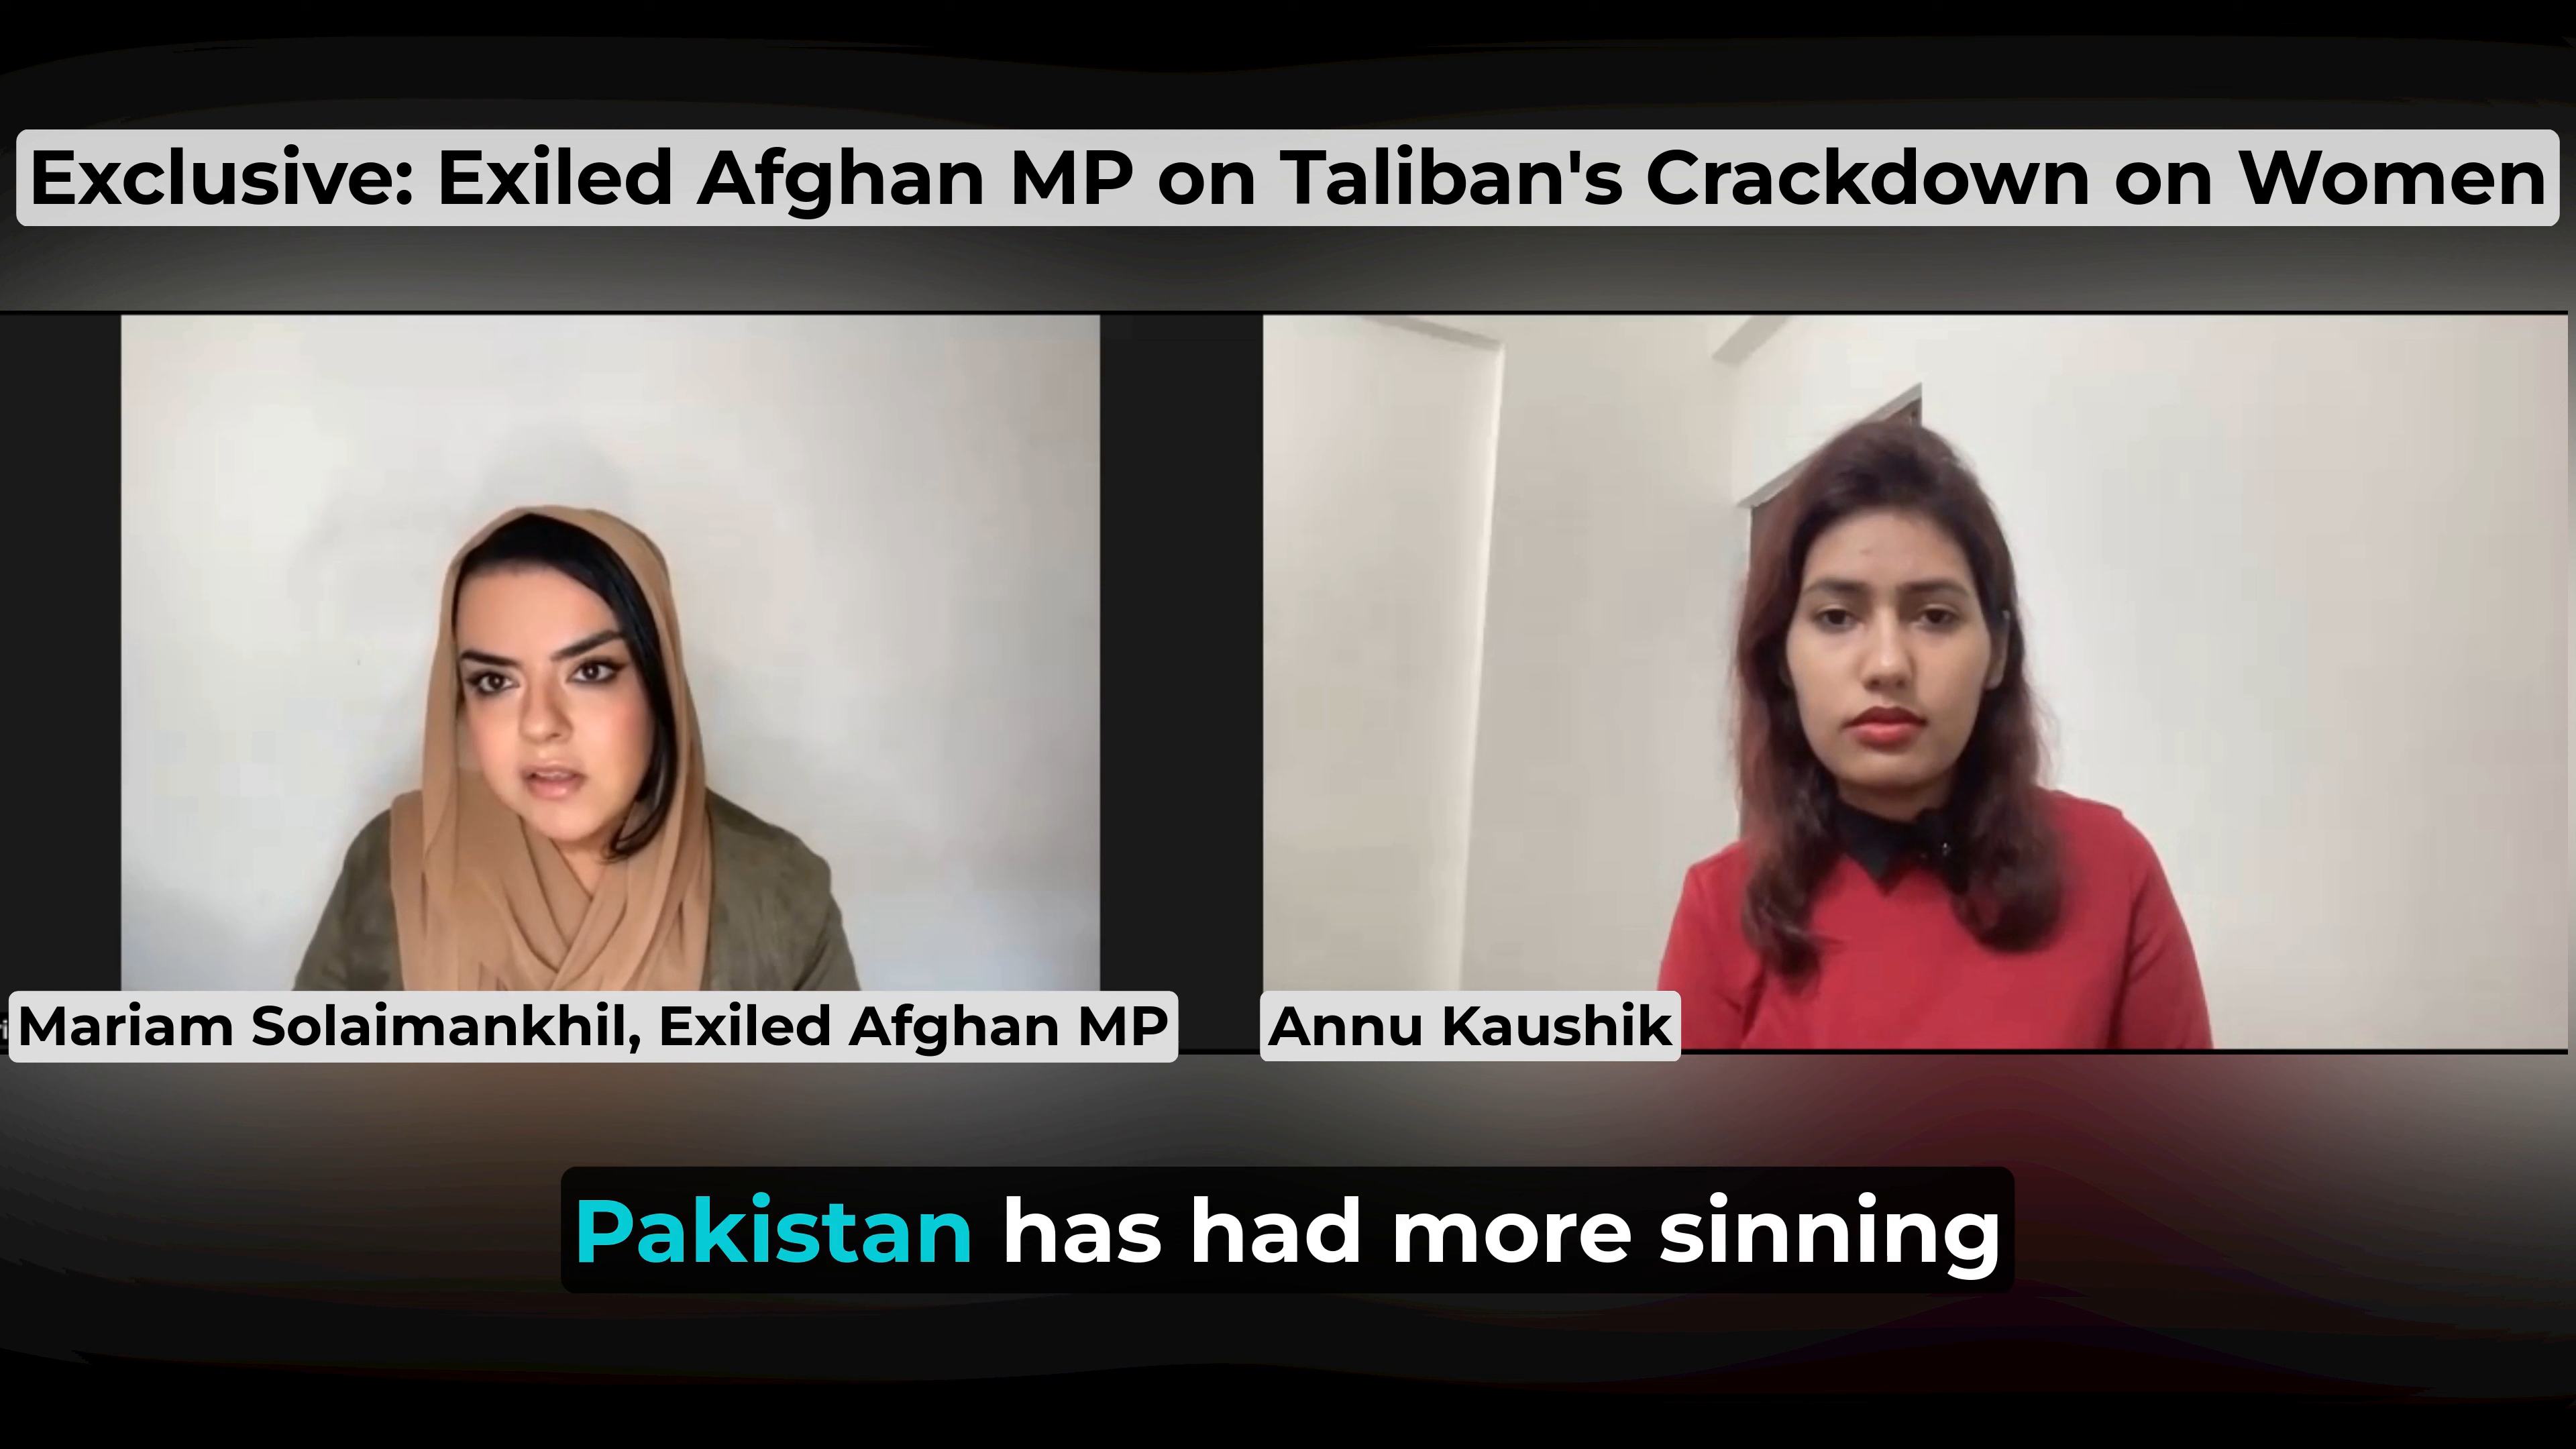 Exclusive: Exiled Afghan MP on Taliban's Crackdown on Women
Mariam Solaimankhil, Exiled Afghan MP
Annu Kaushik
Pakistan has had more sinning